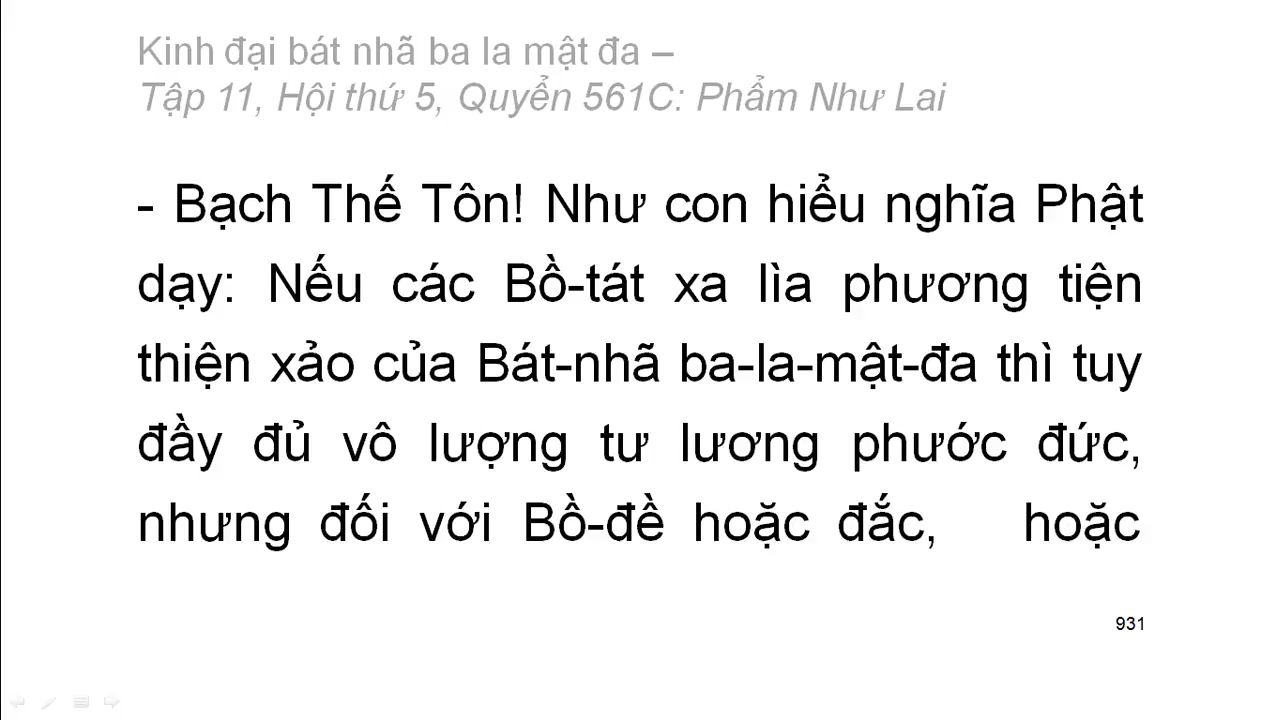 Kinh đại bát nhã ba la mật đa –
Tập 11, Hội thứ 5, Quyển 561C: Phẩm Như Lai
- Bạch Thế Tôn! Như con hiểu nghĩa Phật
dạy: Nếu các Bồ-tát xa lìa phương tiện
thiện xảo của Bát-nhã ba-la-mật-đa thì tuy
đầy đủ vô lượng tư lương phước đức,
nhưng đối với Bồ-đề hoặc đắc, hoặc
931